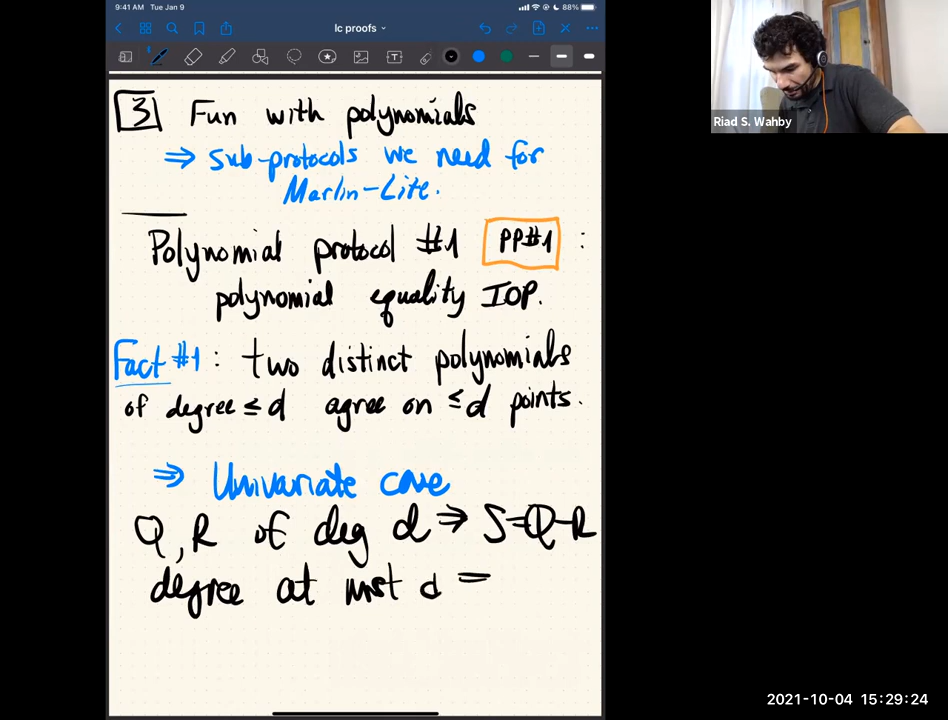 9:41 AM Tue Jan 9
88%
lc proofs
3 Fun with polynomials
⇒ sub-protocols we need for
Marlin-Lite.
Polynomial protocol #1 PP#1 :
polynomial equality IOP.
Fact #1 : two distinct polynomials
of degree ≤ d agree on ≤ d points.
⇒ Univariate case
Q, R of deg d ⇒ S=Q-R
degree at most d =
Riad S. Wahby
2021-10-04 15:29:24